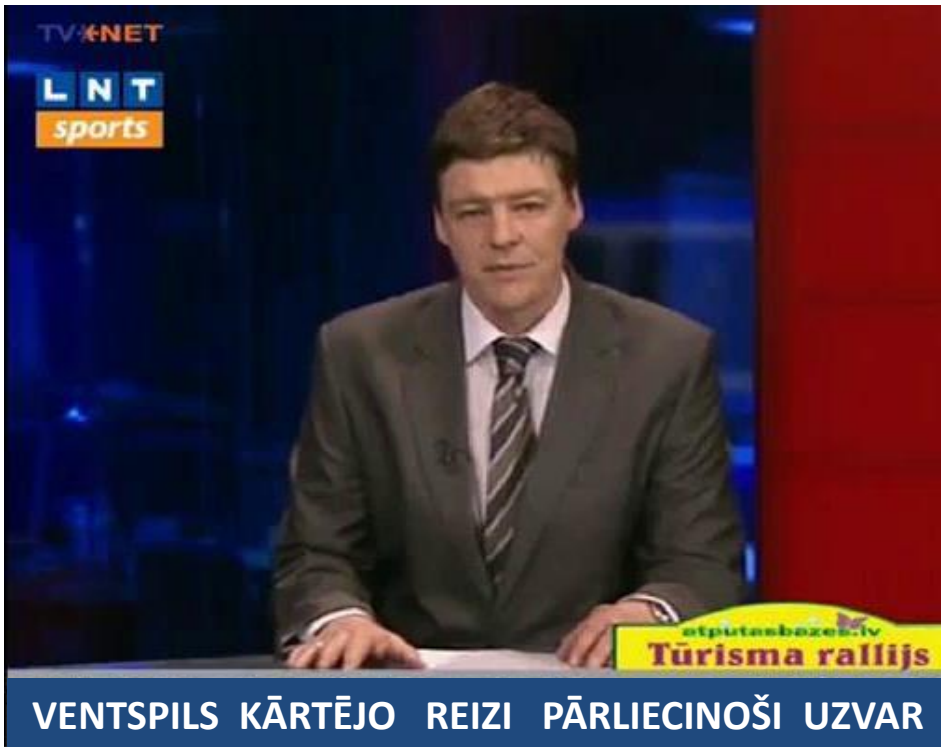 TV NET
LNT
sports
atputasbazes.lv
Tūrisma rallijs
VENTSPILS KĀRTĒJO REIZI PĀRLIECINOŠI UZVAR